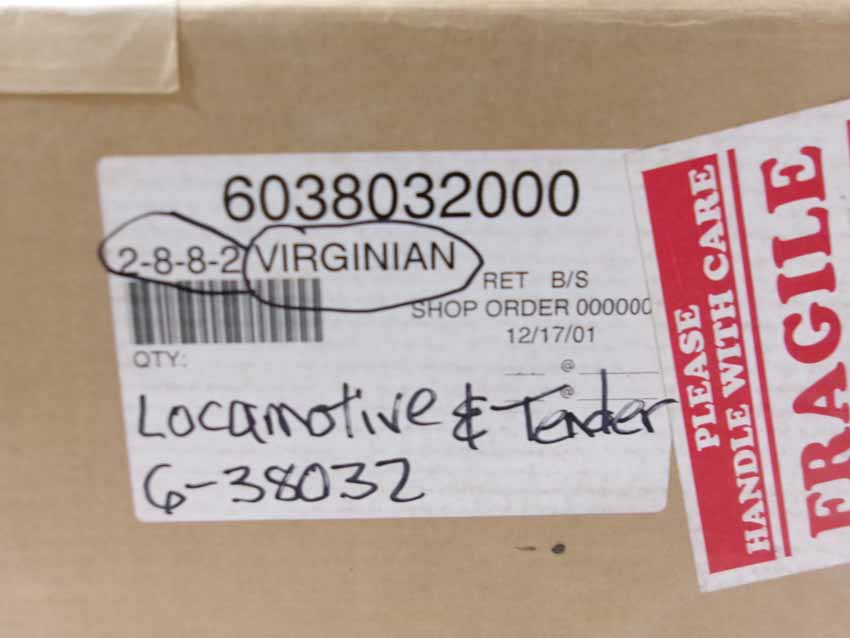 6038032000
2-8-8-2 VIRGINIAN
RET B/S
SHOP ORDER 000000
12/17/01
QTY:
@
@
Locamotive & Tender
6-38032
PLEASE
HANDLE WITH CARE
FRAGILE